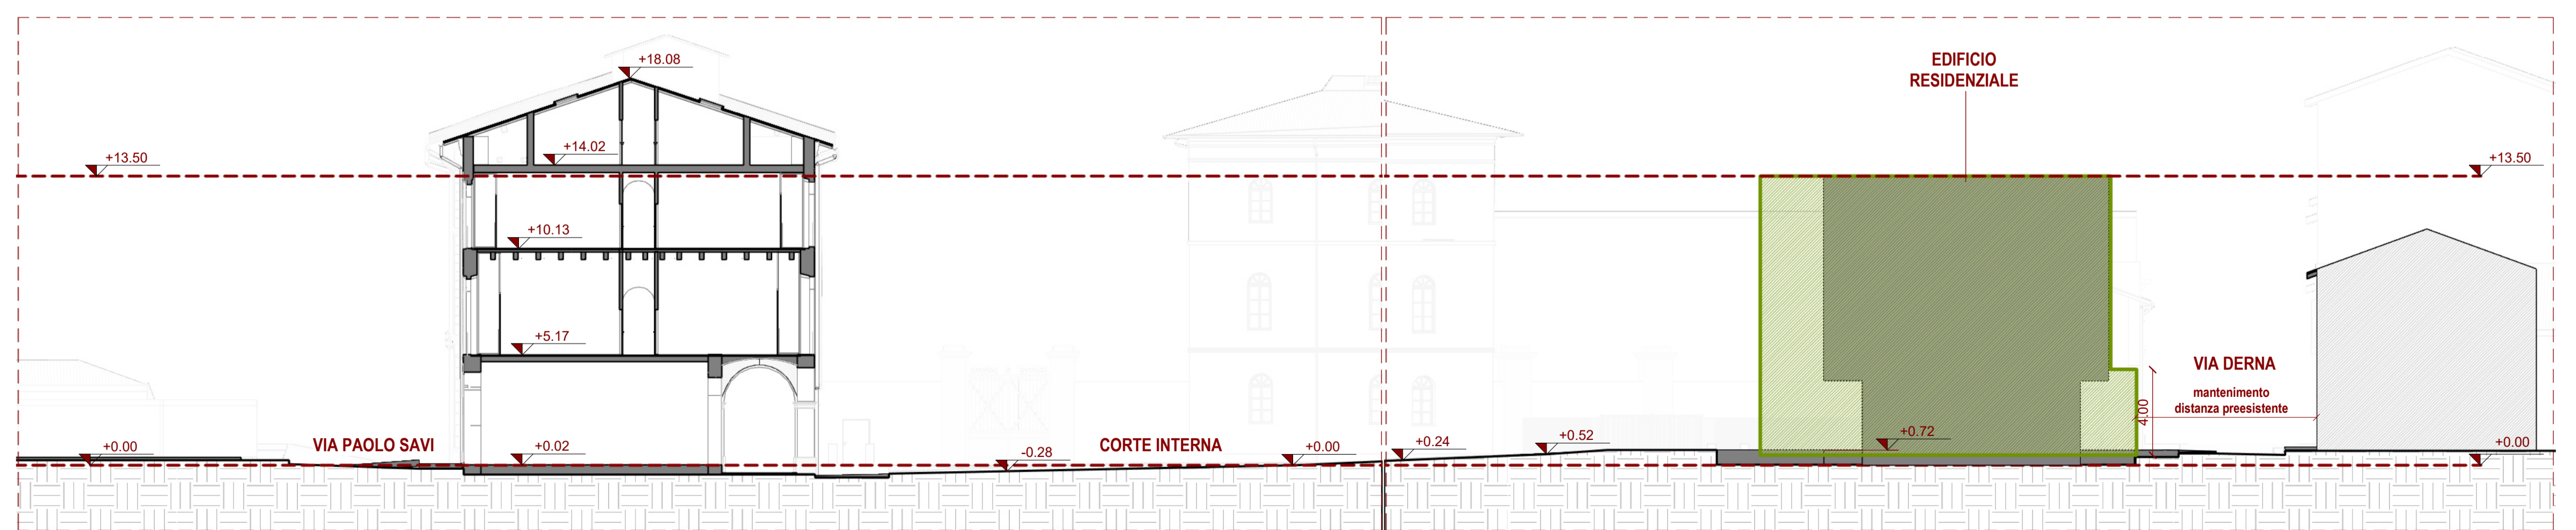 +18.08
EDIFICIO
RESIDENZIALE
+14.02
+13.50
+13.50
+10.13
+5.17
VIA DERNA
mantenimento
distanza preesistente
4.00
+0.00
VIA PAOLO SAVI
+0.02
-0.28
CORTE INTERNA
+0.00
+0.24
+0.52
+0.72
+0.00